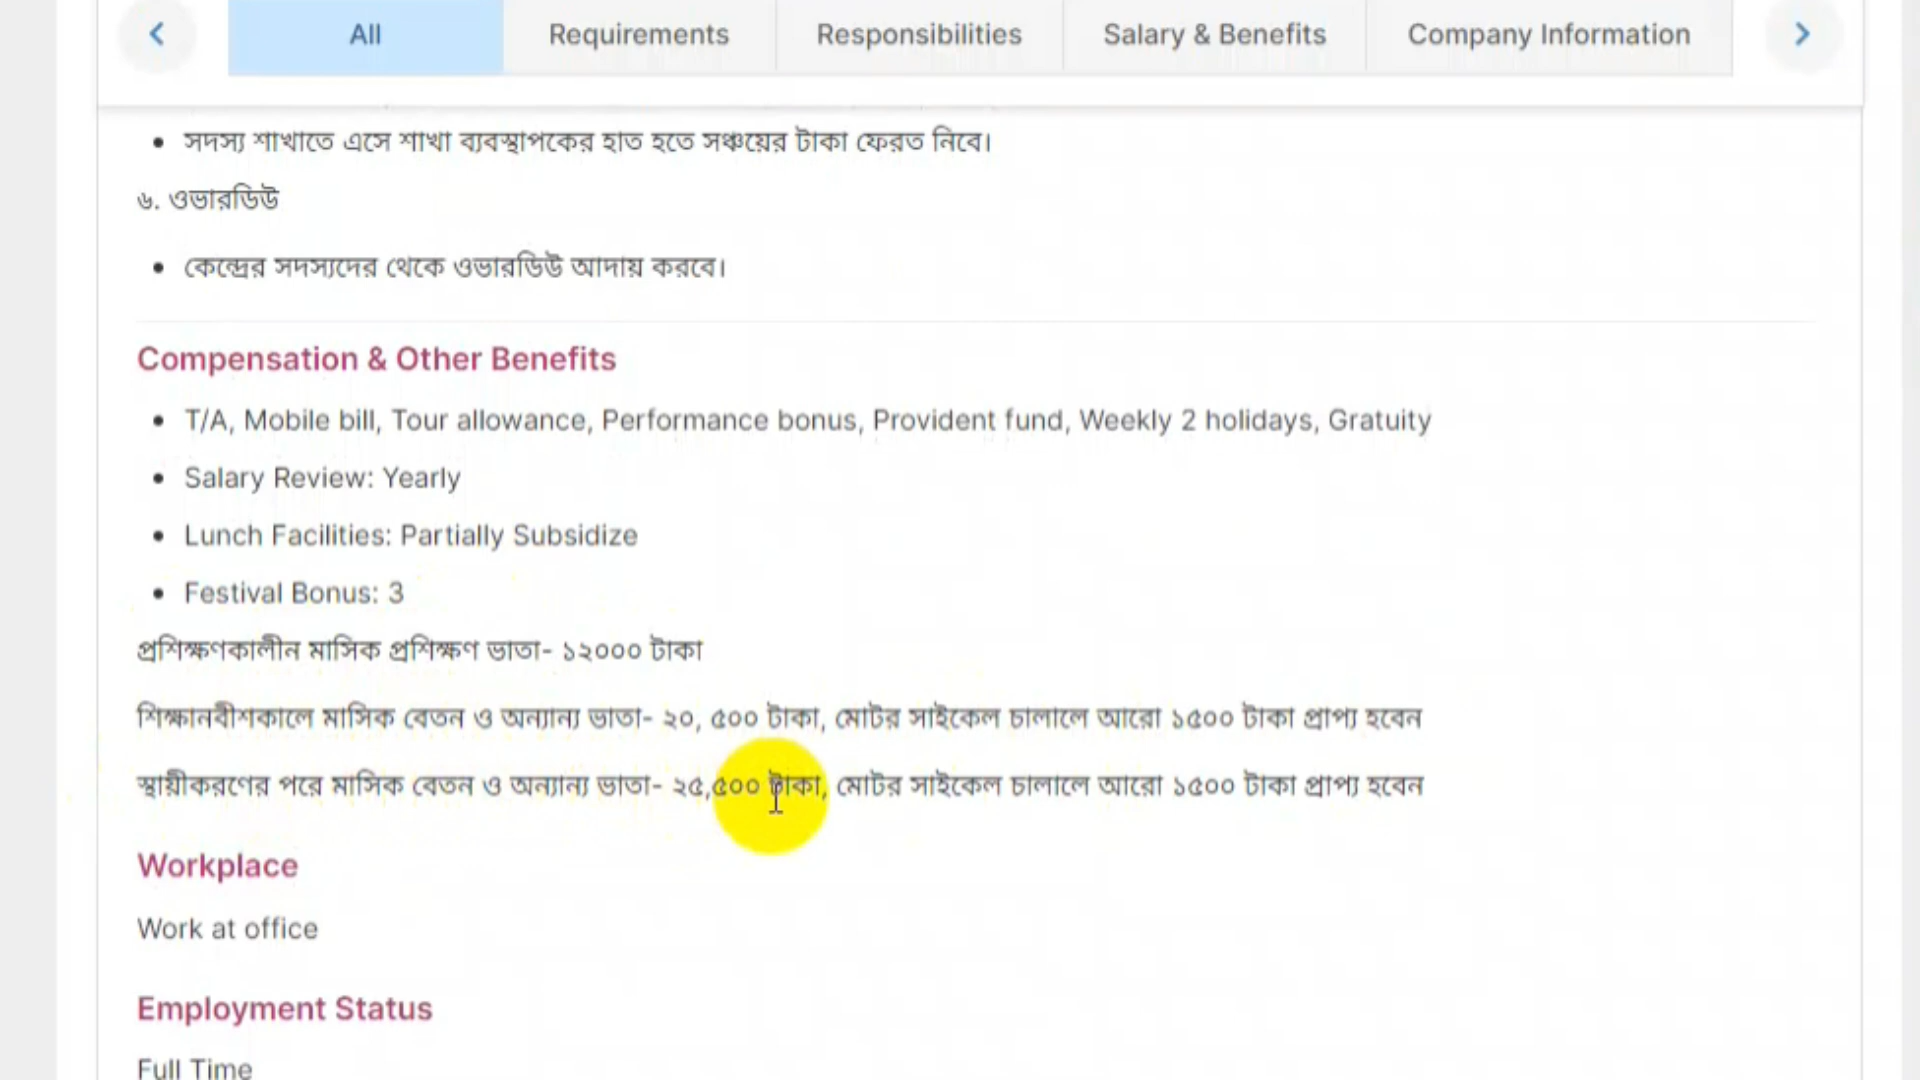 All
Requirements
Responsibilities
Salary & Benefits
Company Information
• সদস্য শাখাতে এসে শাখা ব্যবস্থাপকের হাত হতে সঞ্চয়ের টাকা ফেরত নিবে।
৬. ওভারডিউ
• কেন্দ্রের সদস্যদের থেকে ওভারডিউ আদায় করবে।
Compensation & Other Benefits
• T/A, Mobile bill, Tour allowance, Performance bonus, Provident fund, Weekly 2 holidays, Gratuity
• Salary Review: Yearly
• Lunch Facilities: Partially Subsidize
• Festival Bonus: 3
প্রশিক্ষণকালীন মাসিক প্রশিক্ষণ ভাতা- ১২০০০ টাকা
শিক্ষানবীশকালে মাসিক বেতন ও অন্যান্য ভাতা- ২০, ৫০০ টাকা, মোটর সাইকেল চালালে আরো ১৫০০ টাকা প্রাপ্য হবেন
স্থায়ীকরণের পরে মাসিক বেতন ও অন্যান্য ভাতা- ২৫,৫০০ টাকা, মোটর সাইকেল চালালে আরো ১৫০০ টাকা প্রাপ্য হবেন
Workplace
Work at office
Employment Status
Full Time